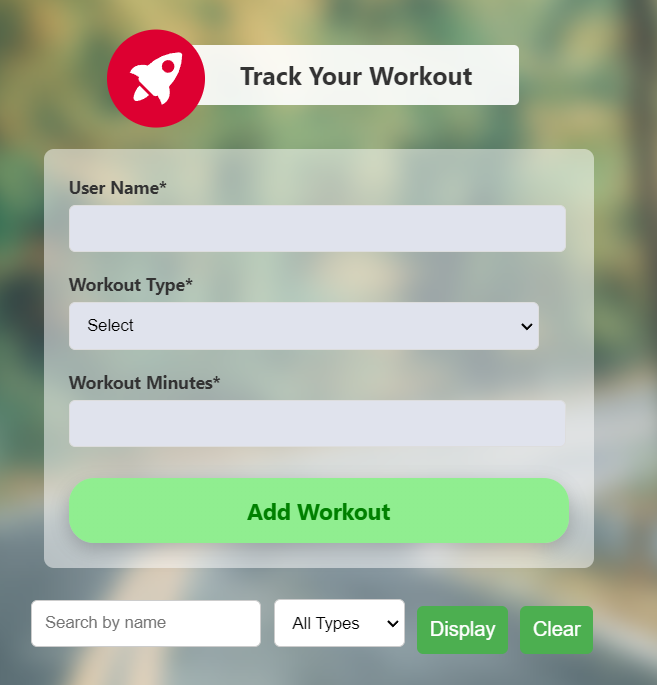 Track Your Workout
User Name*
Workout Type*
Select
Workout Minutes*
Add Workout
Search by name All Types Display Clear